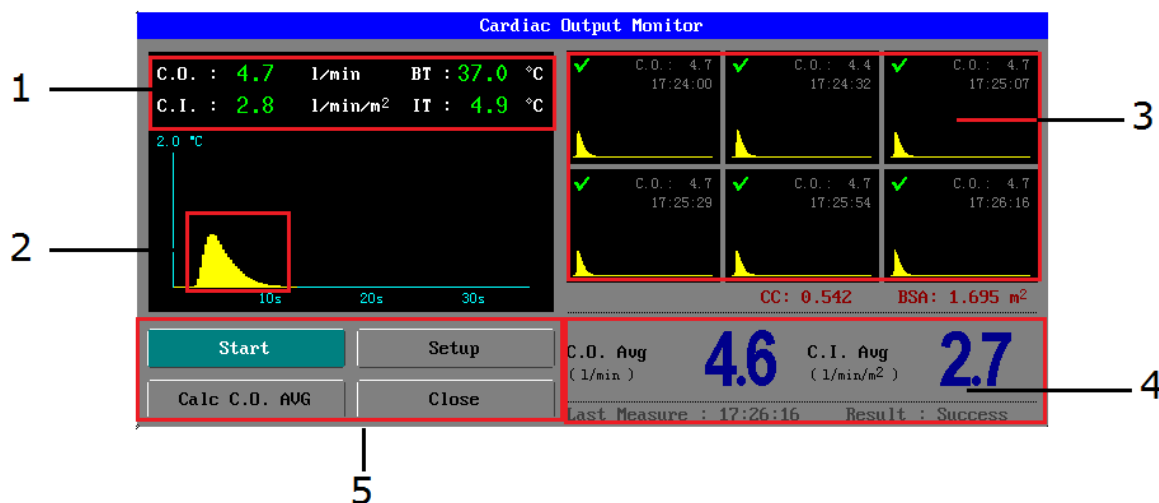 Cardiac Output Monitor
1
C.O. : 4.7 l/min BT : 37.0 °C
C.I. : 2.8 l/min/m² IT : 4.9 °C
2.0 °C
2
10s 20s 30s
C.O.: 4.7
17:24:00
C.O.: 4.4
17:24:32
C.O.: 4.7
17:25:07
3
C.O.: 4.7
17:25:29
C.O.: 4.7
17:25:54
C.O.: 4.7
17:26:16
CC: 0.542 BSA: 1.695 m²
Start Setup
Calc C.O. AVG Close
5
C.O. Avg 4.6 C.I. Avg 2.7
( l/min ) ( l/min/m² )
4
Last Measure : 17:26:16 Result : Success